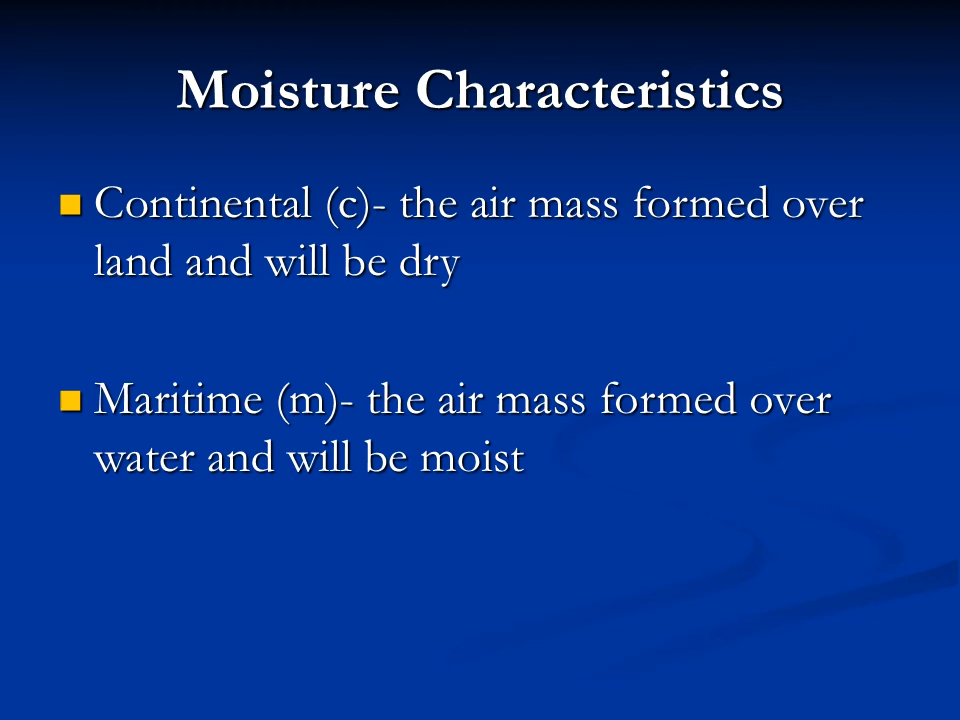 Moisture Characteristics
Continental (c)- the air mass formed over
land and will be dry
Maritime (m)- the air mass formed over
water and will be moist